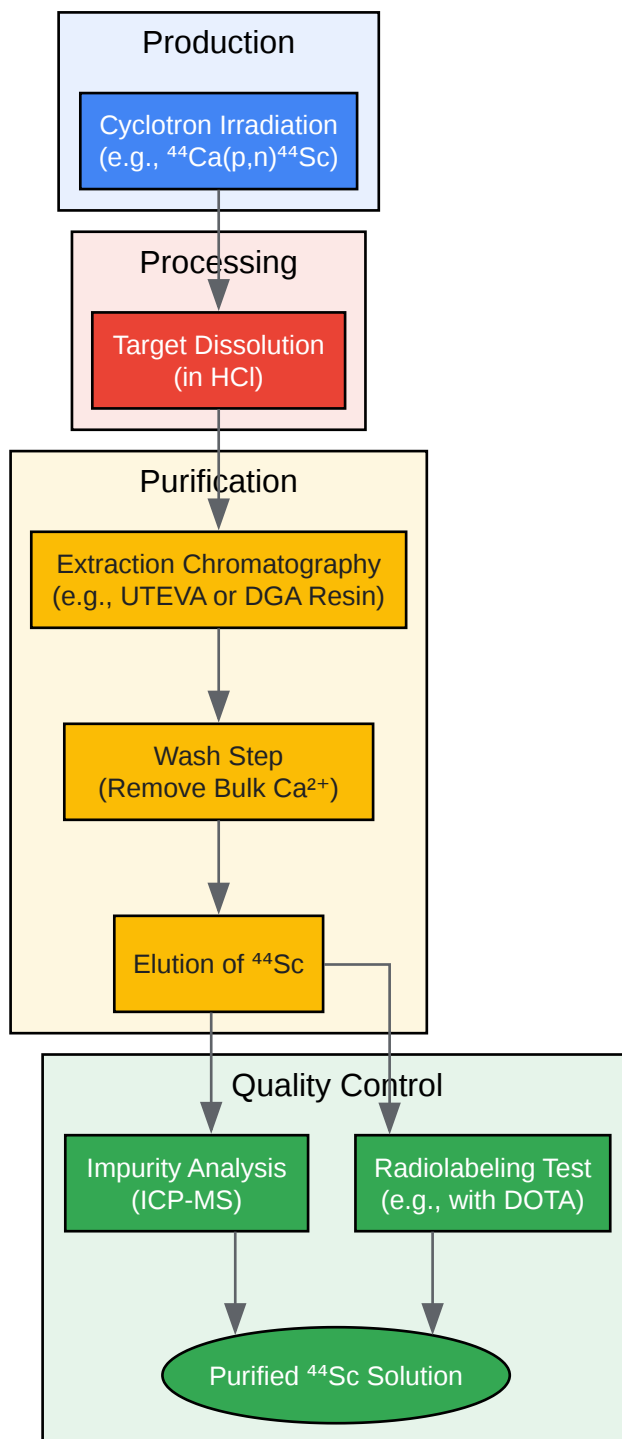 Production
Cyclotron Irradiation
(e.g., ⁴⁴Ca(p,n)⁴⁴Sc)
Processing
Target Dissolution
(in HCl)
Purification
Extraction Chromatography
(e.g., UTEVA or DGA Resin)
Wash Step
(Remove Bulk Ca²⁺)
Elution of ⁴⁴Sc
Quality Control
Impurity Analysis
(ICP-MS)
Radiolabeling Test
(e.g., with DOTA)
Purified ⁴⁴Sc Solution